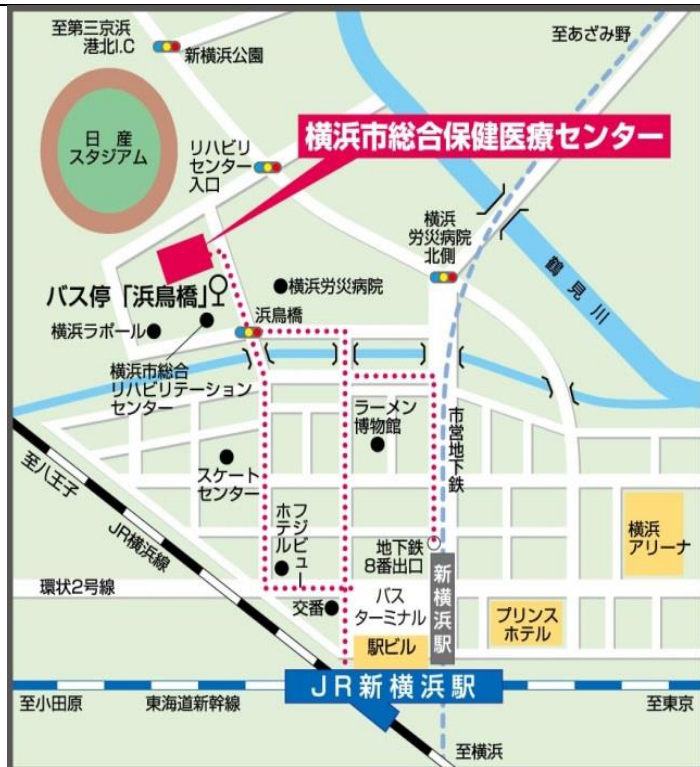 至第三京浜
港北I.C
新横浜公園
至あざみ野
日産
スタジアム
リハビリ
センター
入口
横浜市総合保健医療センター
横浜
労災病院
北側
鶴見川
バス停「浜鳥橋」
横浜労災病院
浜鳥橋
横浜ラポール
横浜市総合
リハビリテーション
センター
ラーメン
博物館
市営地下鉄
スケート
センター
至八王子
JR横浜線
フジビュー
ホテル
地下鉄
8番出口
横浜
アリーナ
環状2号線
交番
バス
ターミナル
新横浜駅
プリンス
ホテル
駅ビル
JR新横浜駅
至小田原
東海道新幹線
至東京
至横浜